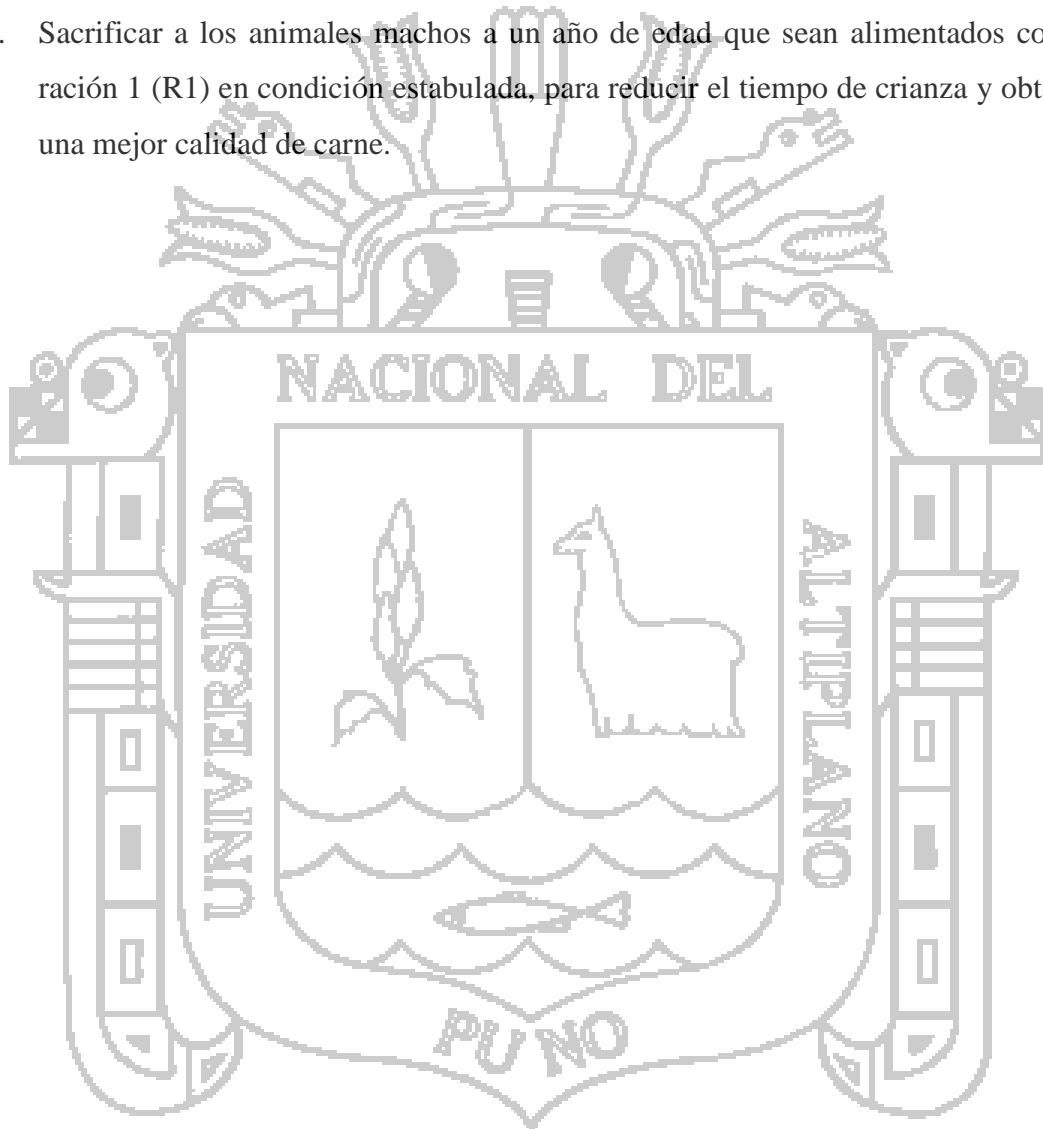 . Sacrificar a los animales machos a un año de edad que sean alimentados co
ración 1 (R1) en condición estabulada, para reducir el tiempo de crianza y obt
una mejor calidad de carne.
NACIONAL DEL
UNIVERSIDAD
ALTIPLANO
PUNO